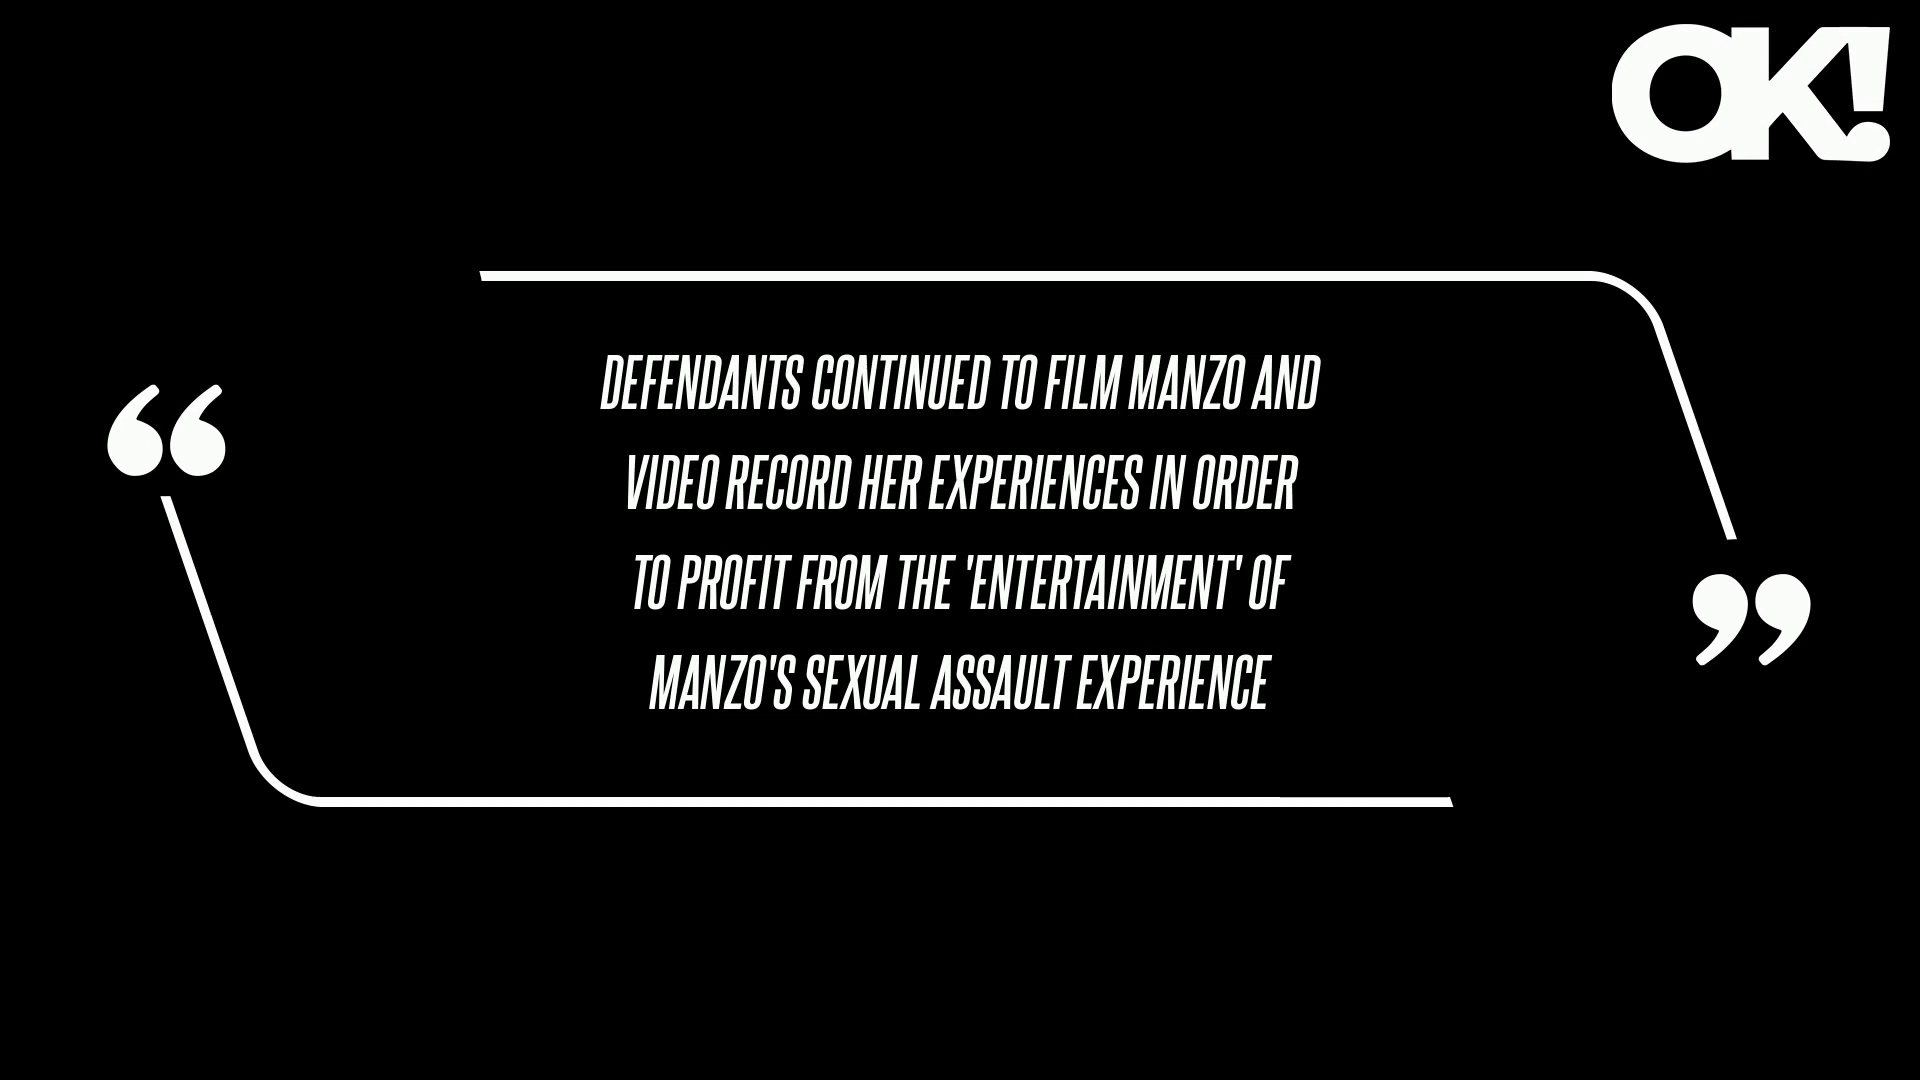 OK!
DEFENDANTS CONTINUED TO FILM MANZO AND
VIDEO RECORD HER EXPERIENCES IN ORDER
TO PROFIT FROM THE 'ENTERTAINMENT' OF
MANZO'S SEXUAL ASSAULT EXPERIENCE